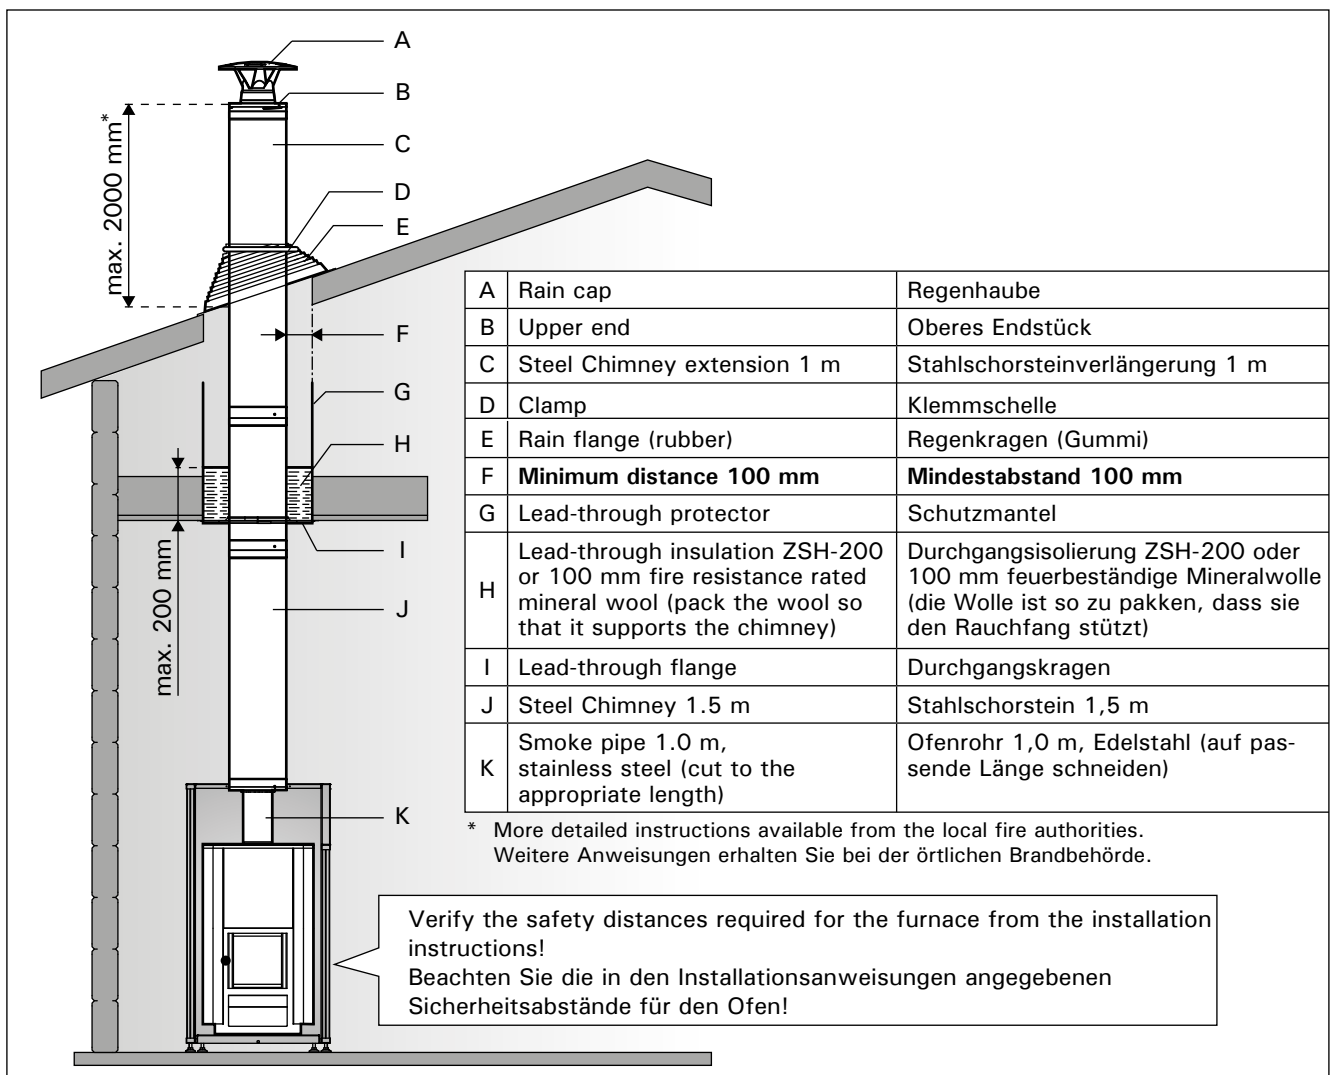 A
B
C
D
E
F
G
H
I
J
K
max. 2000 mm*
max. 200 mm
A Rain cap Regenhaube
B Upper end Oberes Endstück
C Steel Chimney extension 1 m Stahlschorsteinverlängerung 1 m
D Clamp Klemmschelle
E Rain flange (rubber) Regenkragen (Gummi)
F Minimum distance 100 mm Mindestabstand 100 mm
G Lead-through protector Schutzmantel
H
Lead-through insulation ZSH-200
or 100 mm fire resistance rated
mineral wool (pack the wool so
that it supports the chimney)
Durchgangsisolierung ZSH-200 oder
100 mm feuerbeständige Mineralwolle
(die Wolle ist so zu pakken, dass sie
den Rauchfang stützt)
I Lead-through flange Durchgangskragen
J Steel Chimney 1.5 m Stahlschorstein 1,5 m
K
Smoke pipe 1.0 m,
stainless steel (cut to the
appropriate length)
Ofenrohr 1,0 m, Edelstahl (auf pas-
sende Länge schneiden)
* More detailed instructions available from the local fire authorities.
Weitere Anweisungen erhalten Sie bei der örtlichen Brandbehörde.
Verify the safety distances required for the furnace from the installation
instructions!
Beachten Sie die in den Installationsanweisungen angegebenen
Sicherheitsabstände für den Ofen!